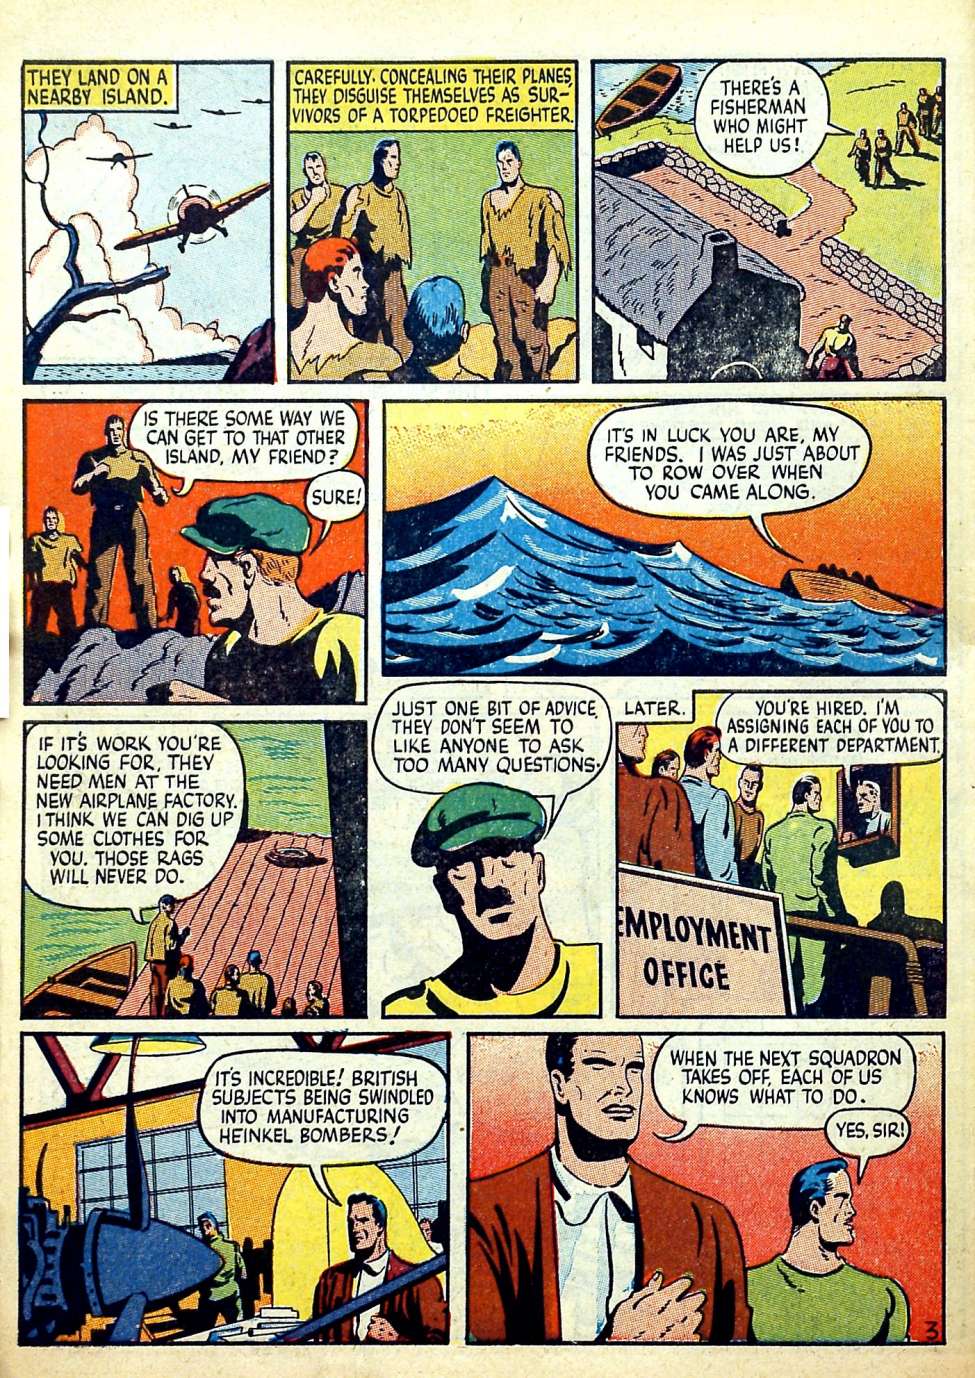 THEY LAND ON A
NEARBY ISLAND.
CAREFULLY, CONCEALING THEIR PLANES,
THEY DISGUISE THEMSELVES AS SUR-
VIVORS OF A TORPEDOED FREIGHTER.
THERE'S A
FISHERMAN
WHO MIGHT
HELP US!
IS THERE SOME WAY WE
CAN GET TO THAT OTHER
ISLAND, MY FRIEND?
SURE!
IT'S IN LUCK YOU ARE, MY
FRIENDS. I WAS JUST ABOUT
TO ROW OVER WHEN
YOU CAME ALONG.
IF IT'S WORK YOU'RE
LOOKING FOR, THEY
NEED MEN AT THE
NEW AIRPLANE FACTORY.
I THINK WE CAN DIG UP
SOME CLOTHES FOR
YOU. THOSE RAGS
WILL NEVER DO.
JUST ONE BIT OF ADVICE.
THEY DON'T SEEM TO
LIKE ANYONE TO ASK
TOO MANY QUESTIONS.
LATER.
YOU'RE HIRED. I'M
ASSIGNING EACH OF YOU TO
A DIFFERENT DEPARTMENT.
EMPLOYMENT
OFFICE
IT'S INCREDIBLE! BRITISH
SUBJECTS BEING SWINDLED
INTO MANUFACTURING
HEINKEL BOMBERS!
WHEN THE NEXT SQUADRON
TAKES OFF, EACH OF US
KNOWS WHAT TO DO.
YES, SIR!
3